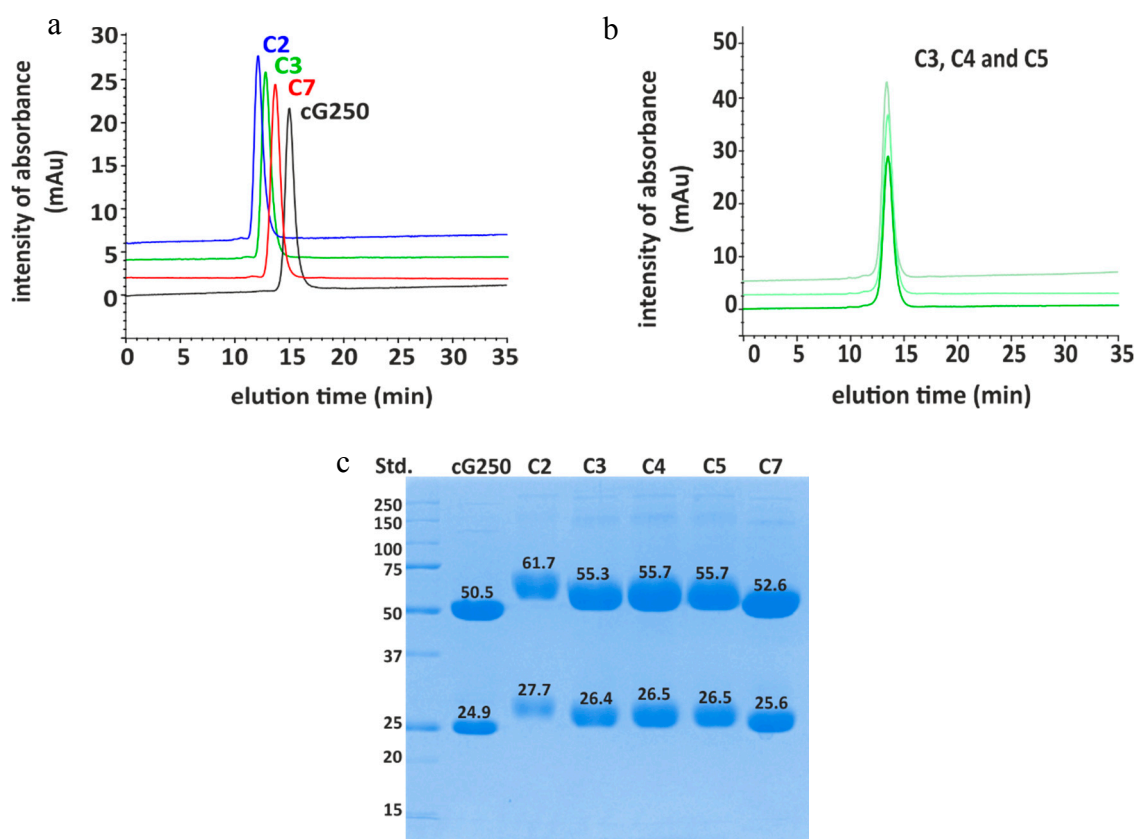 a
intensity of absorbance
(mAu)
30
25
20
15
10
5
0
C2
C3
C7
cG250
0 5 10 15 20 25 30 35
elution time (min)
b
intensity of absorbance
(mAu)
50
40
30
20
10
0
C3, C4 and C5
0 5 10 15 20 25 30 35
elution time (min)
c
Std. cG250 C2 C3 C4 C5 C7
250
150
100
75
50
37
25
20
15
50.5 61.7 55.3 55.7 55.7 52.6
24.9 27.7 26.4 26.5 26.5 25.6